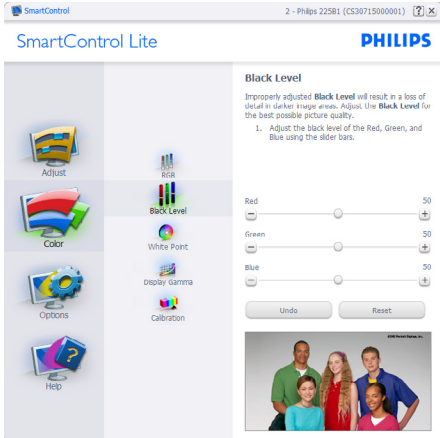 SmartControl
2 - Philips 225B1 (CS30715000001)
?
SmartControl Lite
PHILIPS
Black Level
Improperly adjusted Black Level will result in a loss of
detail in darker image areas. Adjust the Black Level for
the best possible picture quality.
1. Adjust the black level of the Red, Green, and
Blue using the slider bars.
Adjust
Color
Options
Help
RGB
Black Level
White Point
Display Gamma
Calibration
Red 50
Green 50
Blue 50
Undo Reset